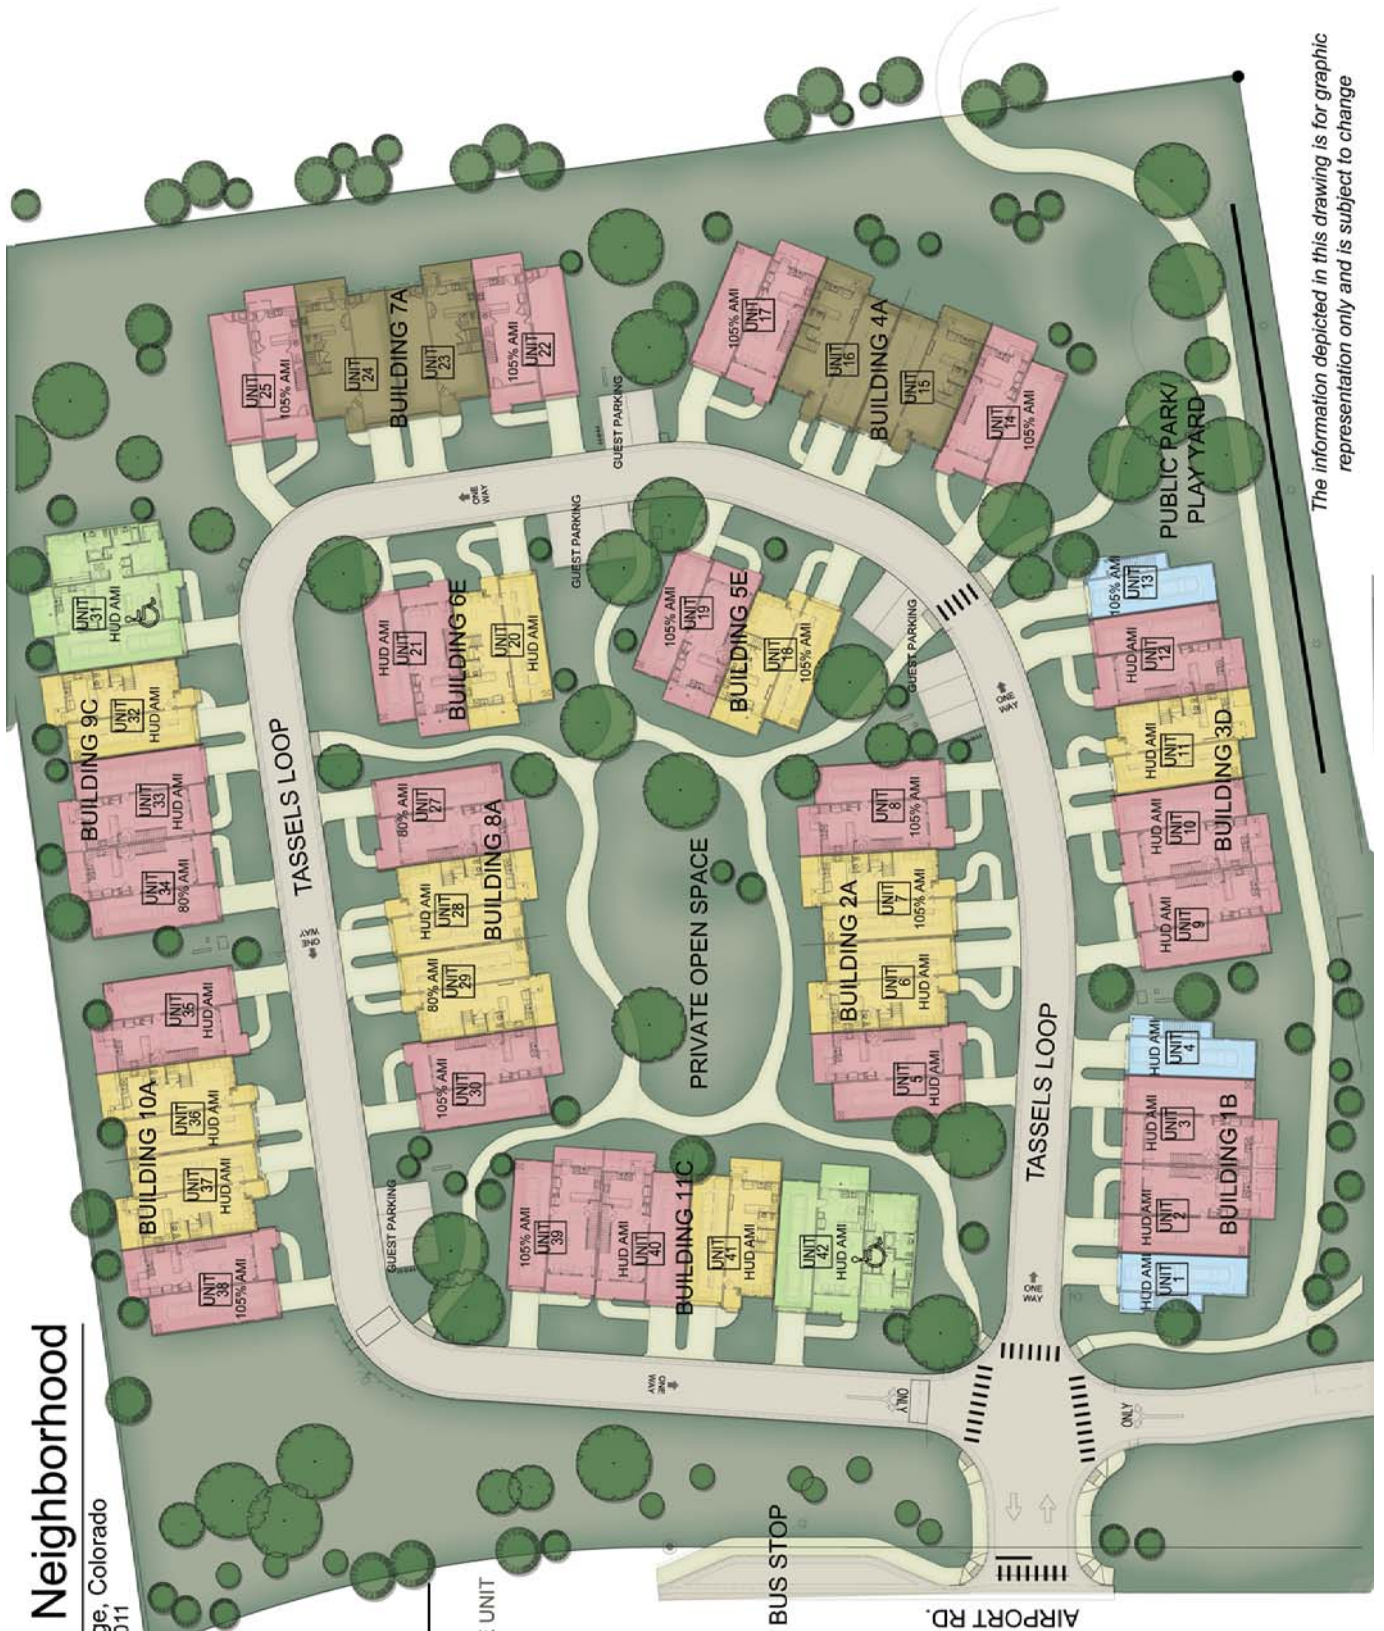 Neighborhood
ge, Colorado
011
UNIT
The information depicted in this drawing is for graphic
representation only and is subject to change
BUILDING 9C
UNIT
31
HUD AMI
UNIT
32
HUD AMI
UNIT
33
HUD AMI
UNIT
34
80% AMI
BUILDING 10A
UNIT
35
HUD AMI
UNIT
36
HUD AMI
UNIT
37
HUD AMI
UNIT
38
105% AMI
TASSELS LOOP
ONE
WAY
BUILDING 7A
UNIT
25
105% AMI
UNIT
24
UNIT
23
105% AMI
UNIT
22
GUEST PARKING
GUEST PARKING
ONE
WAY
BUILDING 4A
105% AMI
UNIT
17
UNIT
16
UNIT
15
UNIT
14
105% AMI
BUILDING 6E
HUD AMI
UNIT
21
UNIT
20
HUD AMI
BUILDING 5E
105% AMI
UNIT
19
UNIT
18
105% AMI
GUEST PARKING
ONE
WAY
BUILDING 8A
80% AMI
UNIT
27
HUD AMI
UNIT
28
80% AMI
UNIT
29
105% AMI
UNIT
30
PRIVATE OPEN SPACE
BUILDING 2A
UNIT
8
105% AMI
UNIT
7
105% AMI
UNIT
6
HUD AMI
UNIT
5
HUD AMI
GUEST PARKING
BUILDING 11C
105% AMI
UNIT
39
HUD AMI
UNIT
40
UNIT
41
HUD AMI
UNIT
42
HUD AMI
TASSELS LOOP
ONE
WAY
PUBLIC PARK/
PLAY YARD
BUILDING 3D
105% AMI
UNIT
13
HUD AMI
UNIT
12
HUD AMI
UNIT
11
HUD AMI
UNIT
10
HUD AMI
UNIT
9
BUILDING 1B
HUD AMI
UNIT
4
HUD AMI
UNIT
3
HUD AMI
UNIT
2
HUD AMI
UNIT
1
ONE
WAY
ONLY
ONLY
BUS STOP
AIRPORT RD.